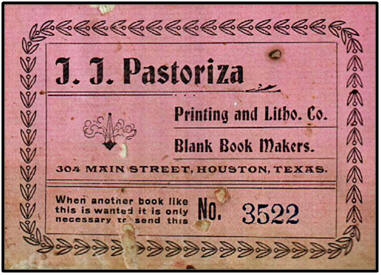 J. J. Pastoriza
Printing and Litho. Co.
Blank Book Makers.
304 MAIN STREET, HOUSTON, TEXAS.
When another book like
this is wanted it is only
necessary to send this
No. 3522